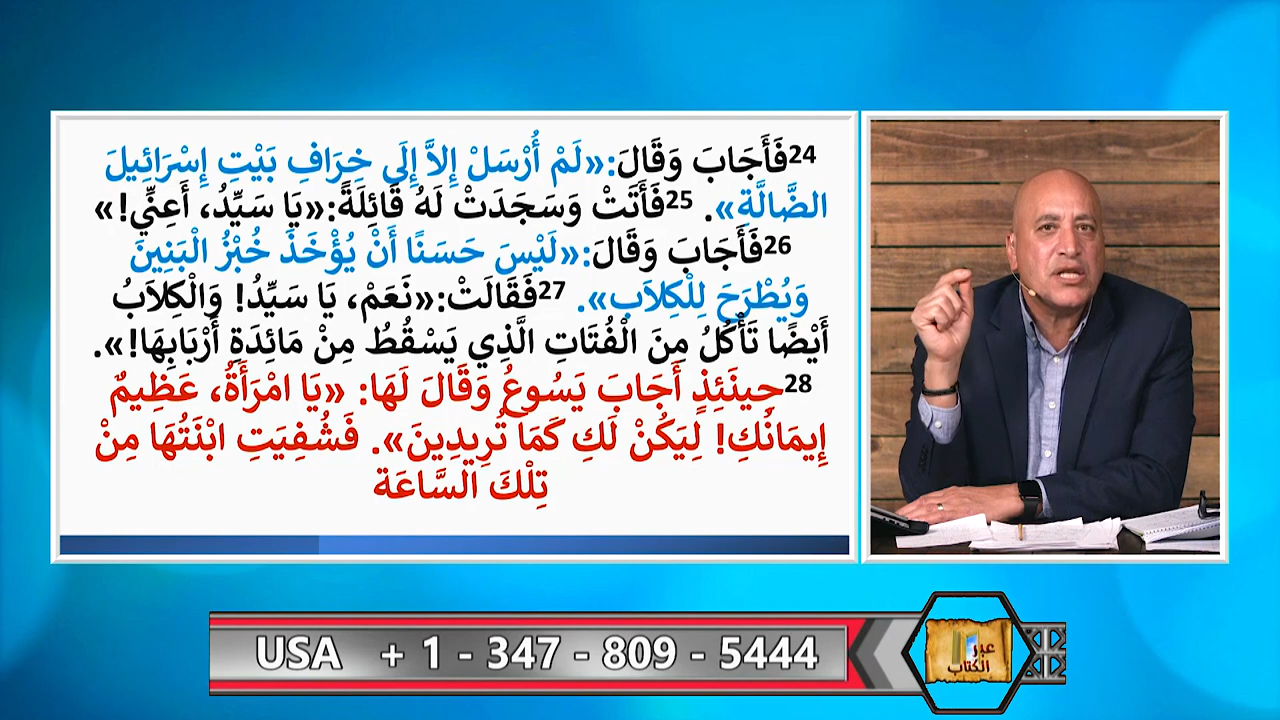 24فَأَجَابَ وَقَالَ:«لَمْ أُرْسَلْ إِلاَّ إِلَى خِرَافِ بَيْتِ إِسْرَائِيلَ
الضَّالَّةِ». 25فَأَتَتْ وَسَجَدَتْ لَهُ قَائِلَةً:«يَا سَيِّدُ، أَعِنِّي!»
26فَأَجَابَ وَقَالَ:«لَيْسَ حَسَنًا أَنْ يُؤْخَذَ خُبْزُ الْبَنِينَ
وَيُطْرَحَ لِلْكِلاَب». 27فَقَالَتْ:«نَعَمْ، يَا سَيِّدُ! وَالْكِلاَبُ
أَيْضًا تَأْكُلُ مِنَ الْفُتَاتِ الَّذِي يَسْقُطُ مِنْ مَائِدَةِ أَرْبَابِهَا!».
28حِينَئِذٍ أَجَابَ يَسُوعُ وَقَالَ لَهَا: «يَا امْرَأَةُ، عَظِيمٌ
إِيمَانُكِ! لِيَكُنْ لَكِ كَمَا تُرِيدِينَ». فَشُفِيَتِ ابْنَتُهَا مِنْ
تِلْكَ السَّاعَة
USA + 1 - 347 - 809 - 5444
عبر
الكتاب